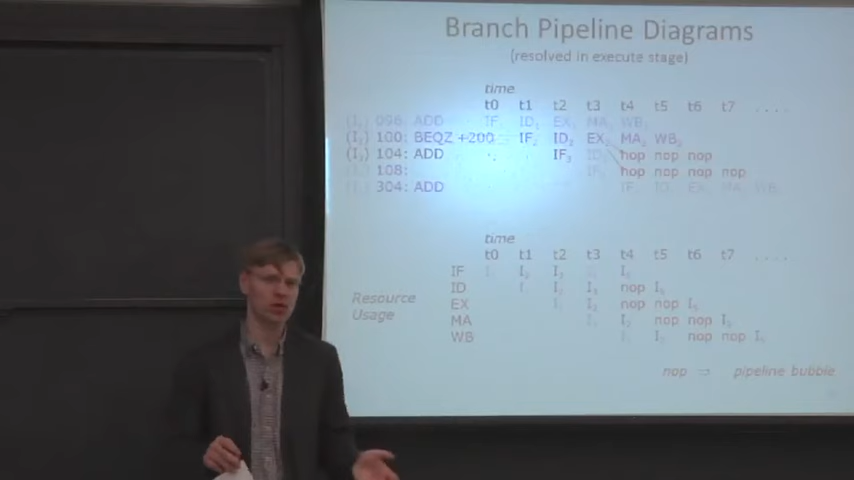 Branch Pipeline Diagrams
(resolved in execute stage)
time
t0 t1 t2 t3 t4 t5 t6 t7 . . . .
(I₁) 096: ADD IF₁ ID₁ EX₁ MA₁ WB₁
(I₂) 100: BEQZ +200 IF₂ ID₂ EX₂ MA₂ WB₂
(I₃) 104: ADD IF₃ ID₃ nop nop nop
108: IF₄ nop nop nop nop
304: ADD IF₅ ID₅ EX₅ MA₅ WB₅
time
t0 t1 t2 t3 t4 t5 t6 t7 . . . .
IF I₁ I₂ I₃ I₄ I₅
ID I₁ I₂ I₃ nop I₅
Resource EX I₁ I₂ nop nop I₅
Usage MA I₁ I₂ nop nop I₅
WB I₁ I₂ nop nop I₅
nop ⇒ pipeline bubble